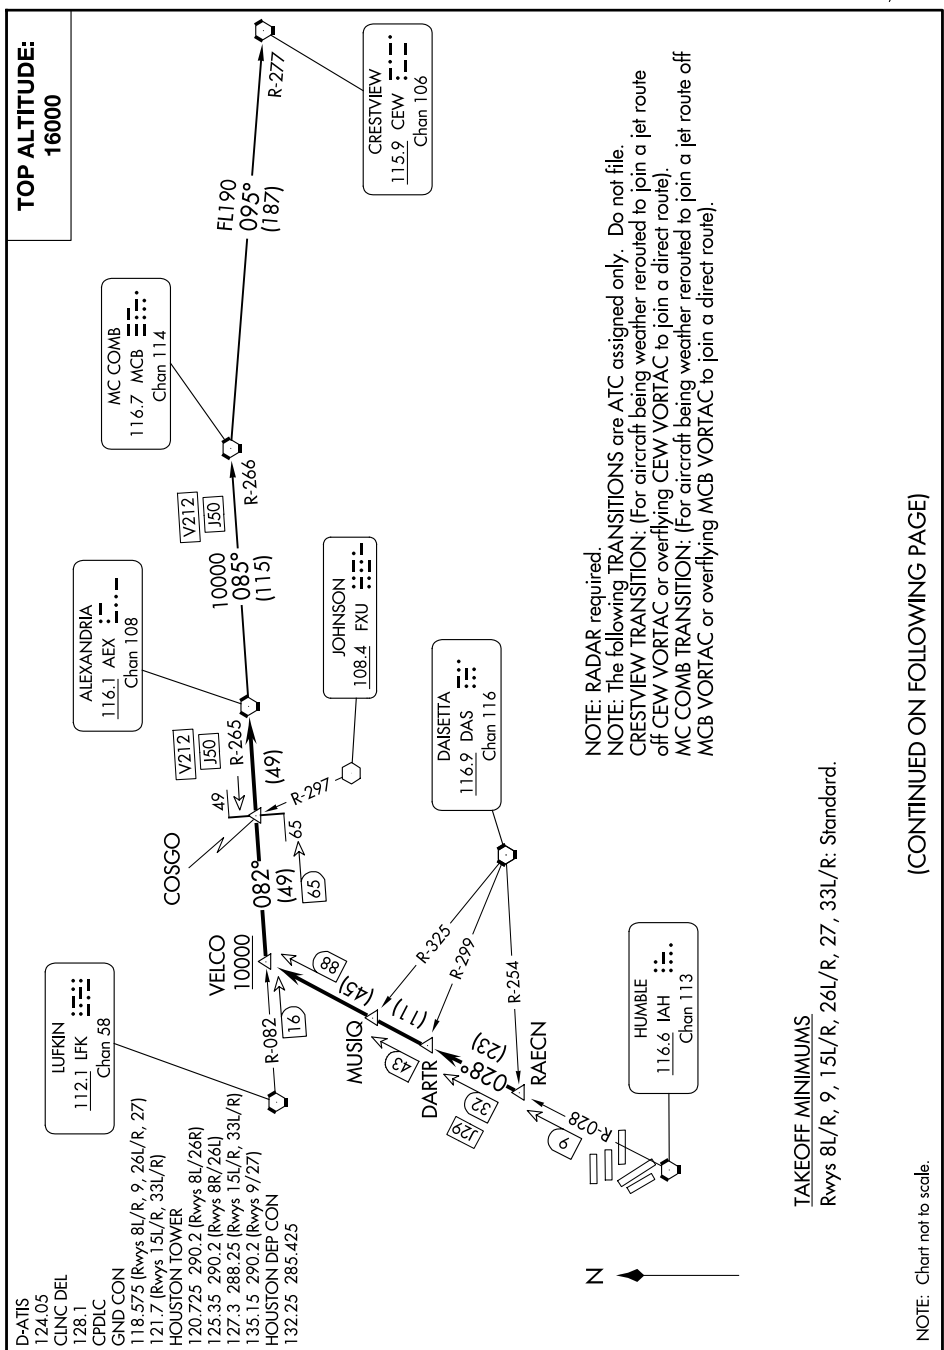 TOP ALTITUDE:
16000
D-ATIS
124.05
CLNC DEL
128.1
CPDLC
GND CON
118.575 (Rwys 8L/R, 9, 26L/R, 27)
121.7 (Rwys 15L/R, 33L/R)
HOUSTON TOWER
120.725 290.2 (Rwys 8L/26R)
125.35 290.2 (Rwys 8R/26L)
127.3 288.25 (Rwys 15L/R, 33L/R)
135.15 290.2 (Rwys 9/27)
HOUSTON DEP CON
132.25 285.425
LUFKIN
112.1 LFK
Chan 58
ALEXANDRIA
116.1 AEX
Chan 108
MC COMB
116.7 MCB
Chan 114
CRESTVIEW
115.9 CEW
Chan 106
JOHNSON
108.4 FXU
DAISETTA
116.9 DAS
Chan 116
HUMBLE
116.6 IAH
Chan 113
FL190
095°
(187)
R-277
V212
J50
10000
085°
(115)
R-266
V212
J50
R-265
(49)
49
COSGO
R-297
65
65
082°
(49)
VELCO
10000
R-082
16
88
(45)
MUSIQ
R-325
(11)
43
DARTR
R-299
(23)
028°
32
J29
R-254
RAECN
9
R-028
N
NOTE: RADAR required.
NOTE: The following TRANSITIONS are ATC assigned only. Do not file.
CRESTVIEW TRANSITION: (For aircraft being weather rerouted to join a jet route
off CEW VORTAC or overflying CEW VORTAC to join a direct route).
MC COMB TRANSITION: (For aircraft being weather rerouted to join a jet route off
MCB VORTAC or overflying MCB VORTAC to join a direct route).
TAKEOFF MINIMUMS
Rwys 8L/R, 9, 15L/R, 26L/R, 27, 33L/R: Standard.
(CONTINUED ON FOLLOWING PAGE)
NOTE: Chart not to scale.